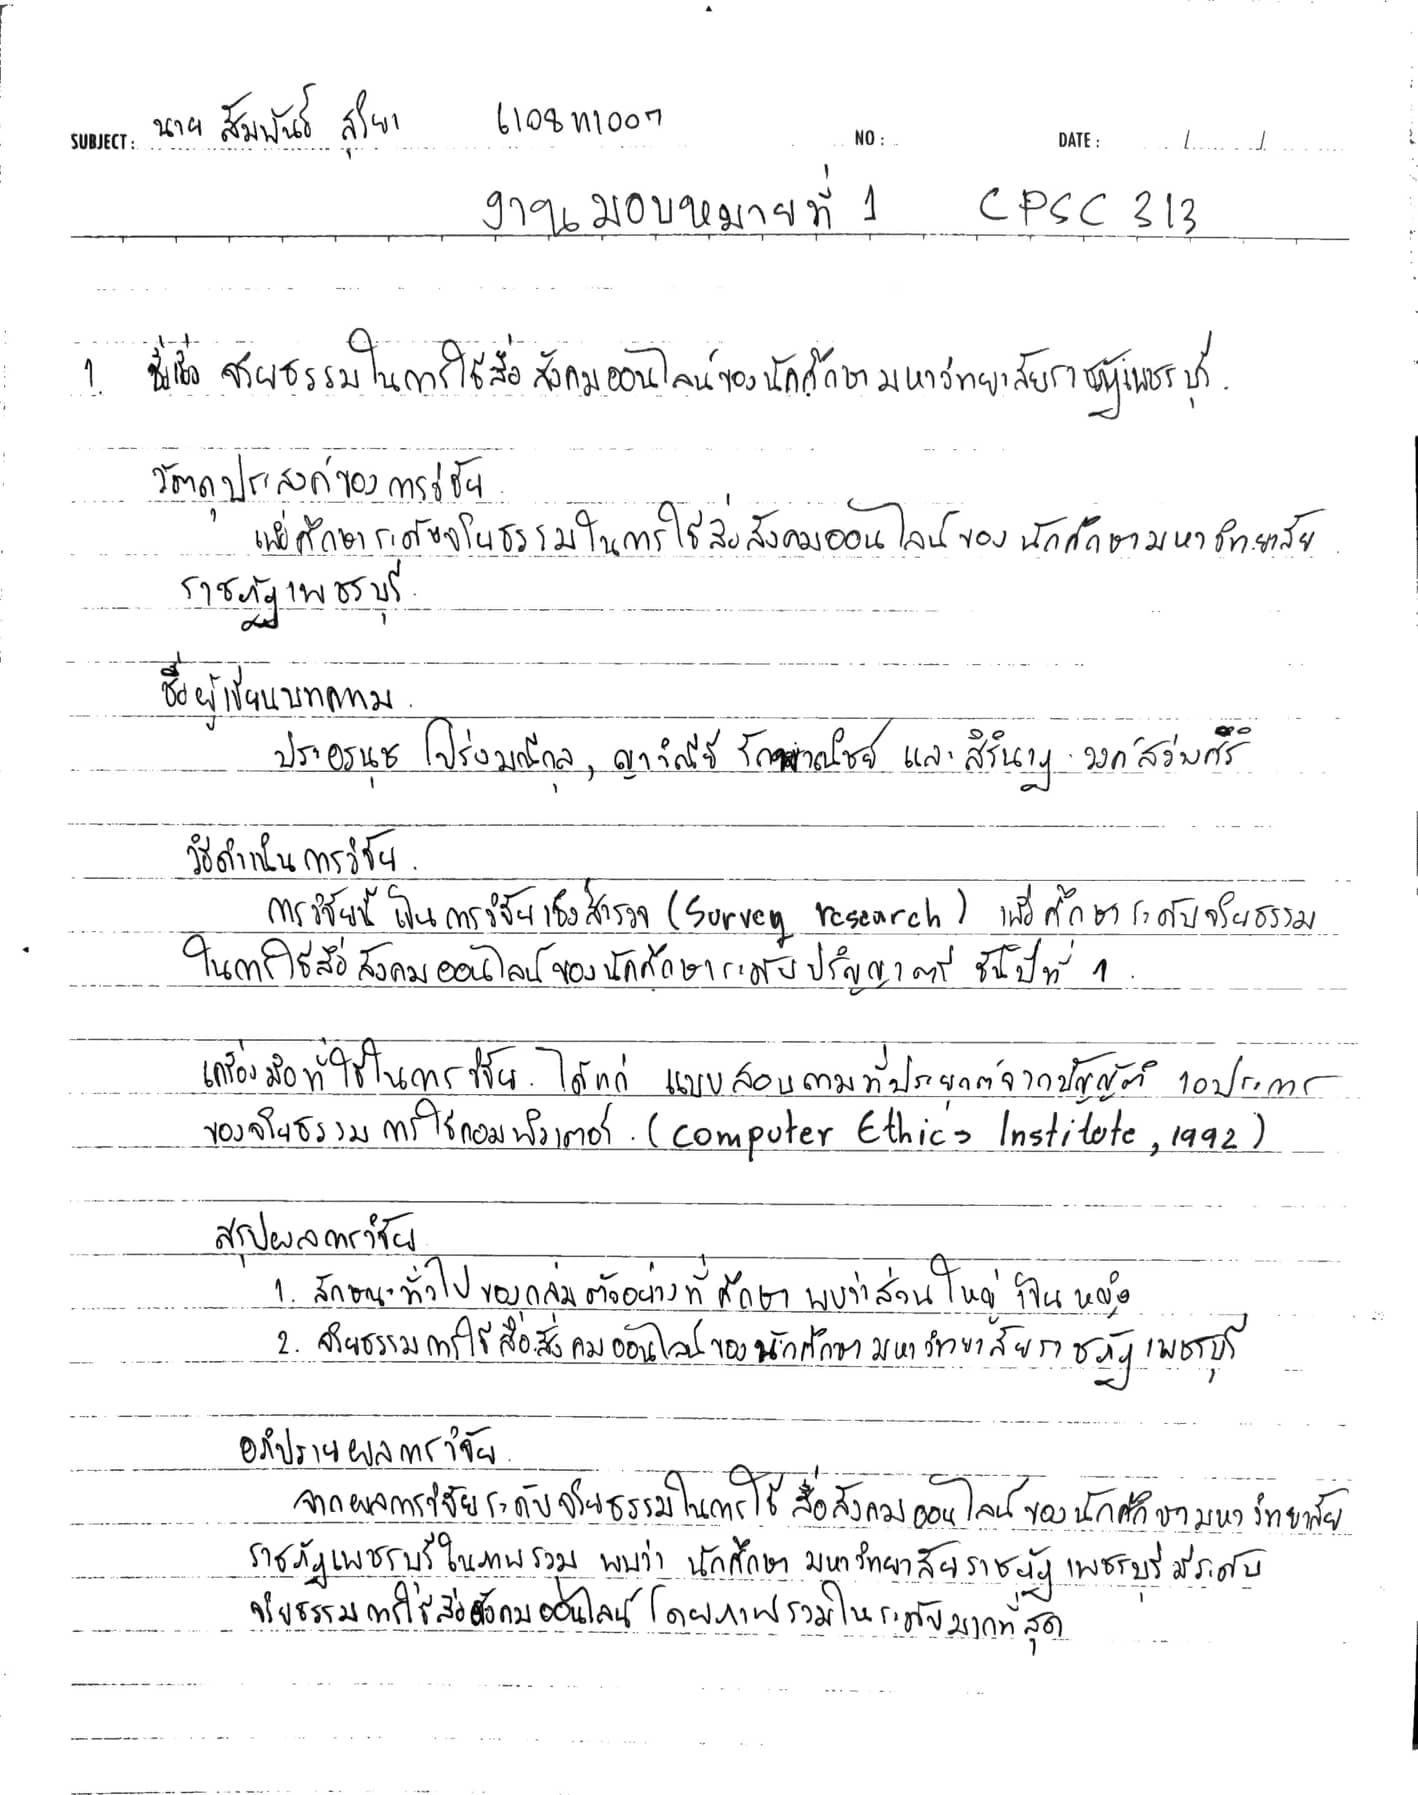 SUBJECT: นาย สัมพันธ์ สุริยา 6108111007 NO : DATE : / /
งานมอบหมายที่ 1 CPSC 313
1. ชื่อเรื่อง จริยธรรมในการใช้สื่อสังคมออนไลน์ของนักศึกษามหาวิทยาลัยราชภัฏเพชรบุรี.
วัตถุประสงค์ของการวิจัย
เพื่อศึกษาระดับจริยธรรมในการใช้สื่อสังคมออนไลน์ของนักศึกษามหาวิทยาลัย
ราชภัฏเพชรบุรี.
ชื่อผู้เขียนบทความ.
ประอรนุช โปร่งมณีกุล, ญาวิณีย์ รักพาณิชย์ และ สิรินาฏ วงศ์สว่างศิริ
วิธีดำเนินการวิจัย.
การวิจัยนี้ เป็นการวิจัยเชิงสำรวจ (Survey research) เพื่อศึกษาระดับจริยธรรม
ในการใช้สื่อสังคมออนไลน์ของนักศึกษาระดับปริญญาตรี ชั้นปีที่ 1.
เครื่องมือที่ใช้ในการวิจัย. ได้แก่ แบบสอบถามที่ประยุกต์จากบัญญัติ 10 ประการ
ของจริยธรรม การใช้คอมพิวเตอร์. (Computer Ethic's Institute, 1992)
สรุปผลการวิจัย
1. ลักษณะทั่วไปของกลุ่มตัวอย่างที่ศึกษา พบว่าส่วนใหญ่ เป็นหญิง
2. จริยธรรมการใช้สื่อสังคมออนไลน์ของนักศึกษามหาวิทยาลัยราชภัฏเพชรบุรี
อภิปรายผลการวิจัย.
จากผลการวิจัยระดับจริยธรรมในการใช้ สื่อสังคมออนไลน์ของนักศึกษามหาวิทยาลัย
ราชภัฏเพชรบุรีในภาพรวม พบว่า นักศึกษา มหาวิทยาลัยราชภัฏเพชรบุรี มีระดับ
จริยธรรมการใช้สื่อสังคมออนไลน์ โดยภาพรวมในระดับมากที่สุด